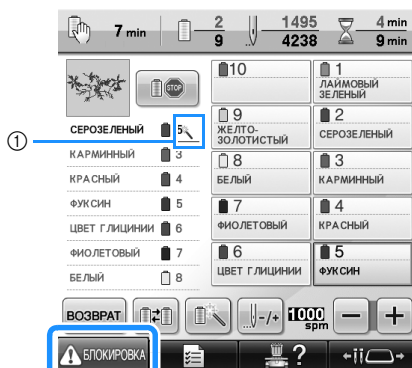 7 min 2 9 1495 4238 4 min 9 min
STOP
10
1 ЛАЙМОВЫЙ ЗЕЛЕНЫЙ
9 ЖЕЛТО-ЗОЛОТИСТЫЙ
2 СЕРОЗЕЛЕНЫЙ
8 БЕЛЫЙ
3 КАРМИННЫЙ
7 ФИОЛЕТОВЫЙ
4 КРАСНЫЙ
6 ЦВЕТ ГЛИЦИНИИ
5 ФУКСИН
①
СЕРОЗЕЛЕНЫЙ 5
КАРМИННЫЙ 3
КРАСНЫЙ 4
ФУКСИН 5
ЦВЕТ ГЛИЦИНИИ 6
ФИОЛЕТОВЫЙ 7
БЕЛЫЙ 8
ВОЗВРАТ -/+ 1000 spm − +
БЛОКИРОВКА ?